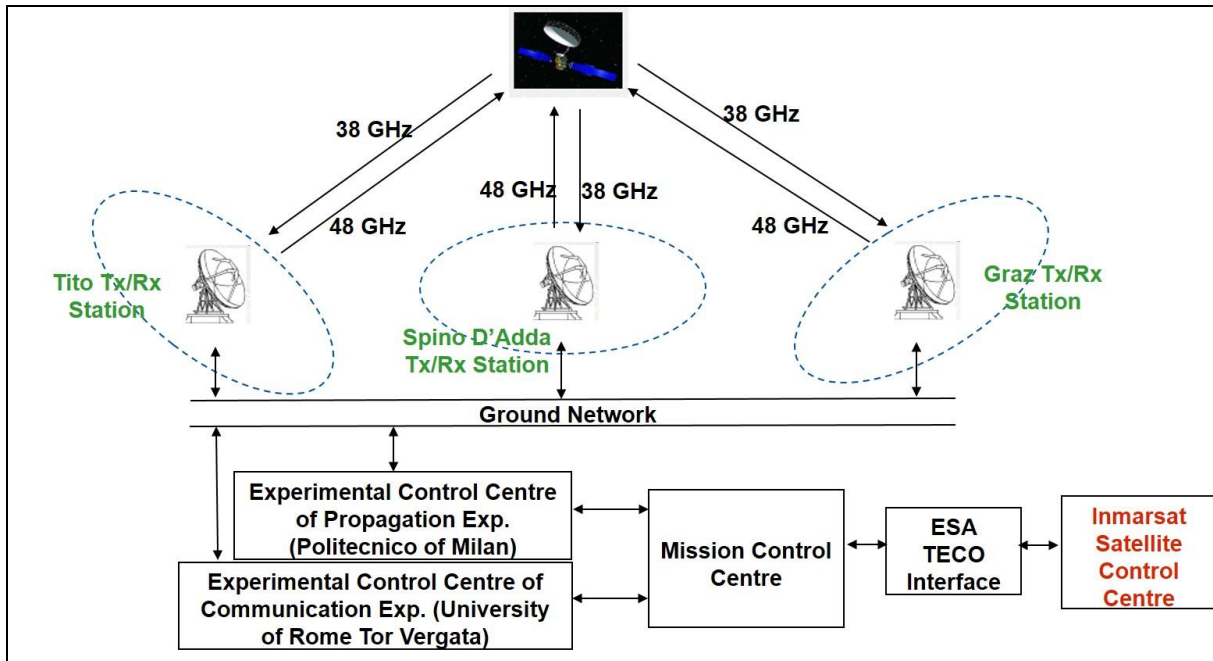 38 GHz
38 GHz
48 GHz
38 GHz
48 GHz
48 GHz
Tito Tx/Rx
Station
Spino D’Adda
Tx/Rx Station
Graz Tx/Rx
Station
Ground Network
Experimental Control Centre
of Propagation Exp.
(Politecnico of Milan)
Experimental Control Centre of
Communication Exp. (University
of Rome Tor Vergata)
Mission Control
Centre
ESA
TECO
Interface
Inmarsat
Satellite
Control
Centre